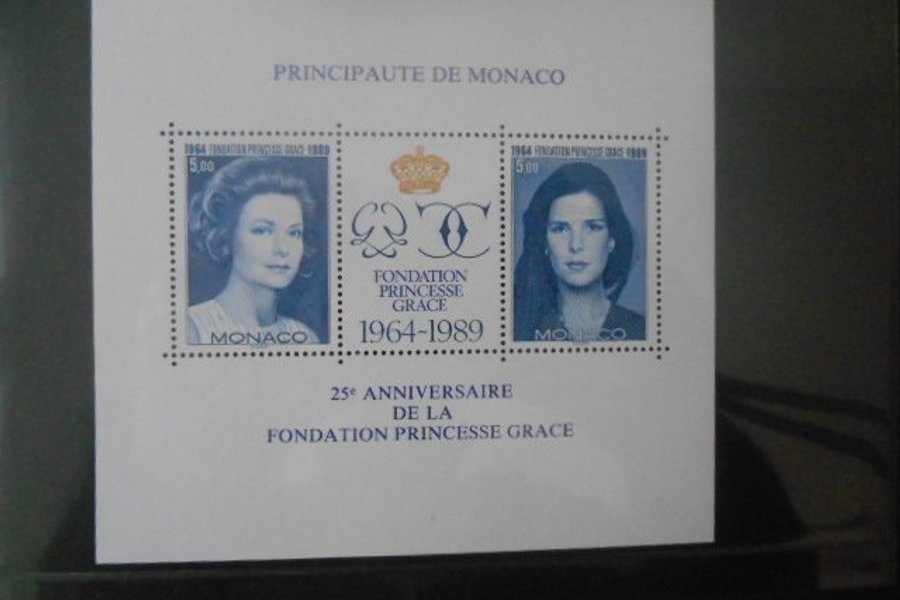 PRINCIPAUTE DE MONACO
1964 FONDATION PRINCESSE GRACE 1989
5,00
MONACO
FONDATION
PRINCESSE
GRACE
1964-1989
1964 FONDATION PRINCESSE GRACE 1989
5,00
MONACO
25e ANNIVERSAIRE
DE LA
FONDATION PRINCESSE GRACE